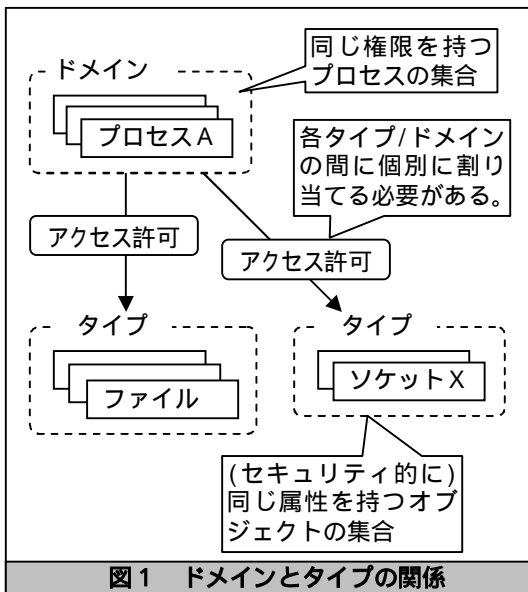 同じ権限を持つ
プロセスの集合
ドメイン
プロセスA
各タイプ/ドメイン
の間に個別に割り
当てる必要がある。
アクセス許可
アクセス許可
タイプ
ファイル
タイプ
ソケットX
(セキュリティ的に)
同じ属性を持つオブ
ジェクトの集合
図1 ドメインとタイプの関係